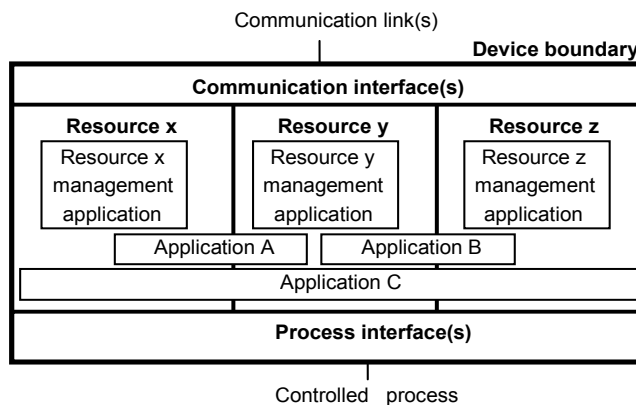 Communication link(s)
Device boundary
Communication interface(s)
Resource x
Resource x
management
application
Resource y
Resource y
management
application
Resource z
Resource z
management
application
Application A
Application B
Application C
Process interface(s)
Controlled process